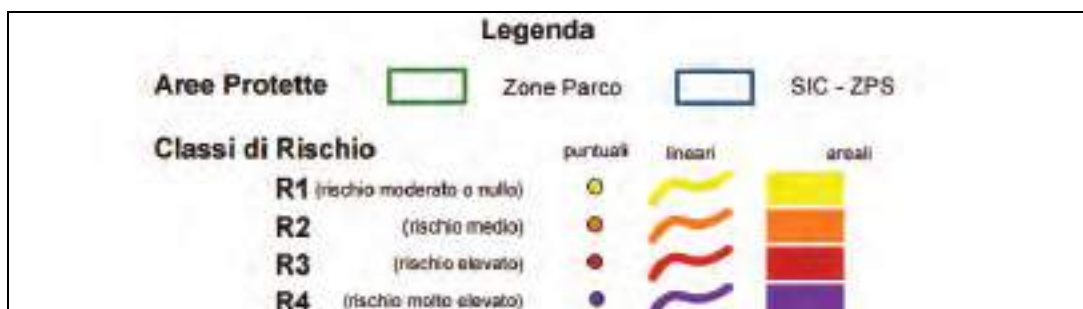 Legenda
Aree Protette Zone Parco SIC - ZPS
Classi di Rischio puntuali lineari areali
R1 (rischio moderato o nullo)
R2 (rischio medio)
R3 (rischio elevato)
R4 (rischio molto elevato)